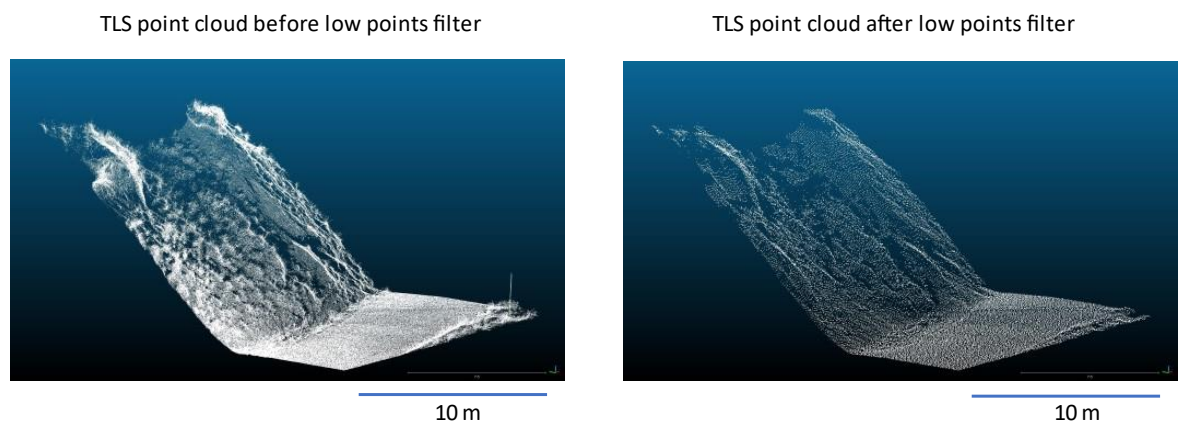 TLS point cloud before low points filter
TLS point cloud after low points filter
10 m
10 m